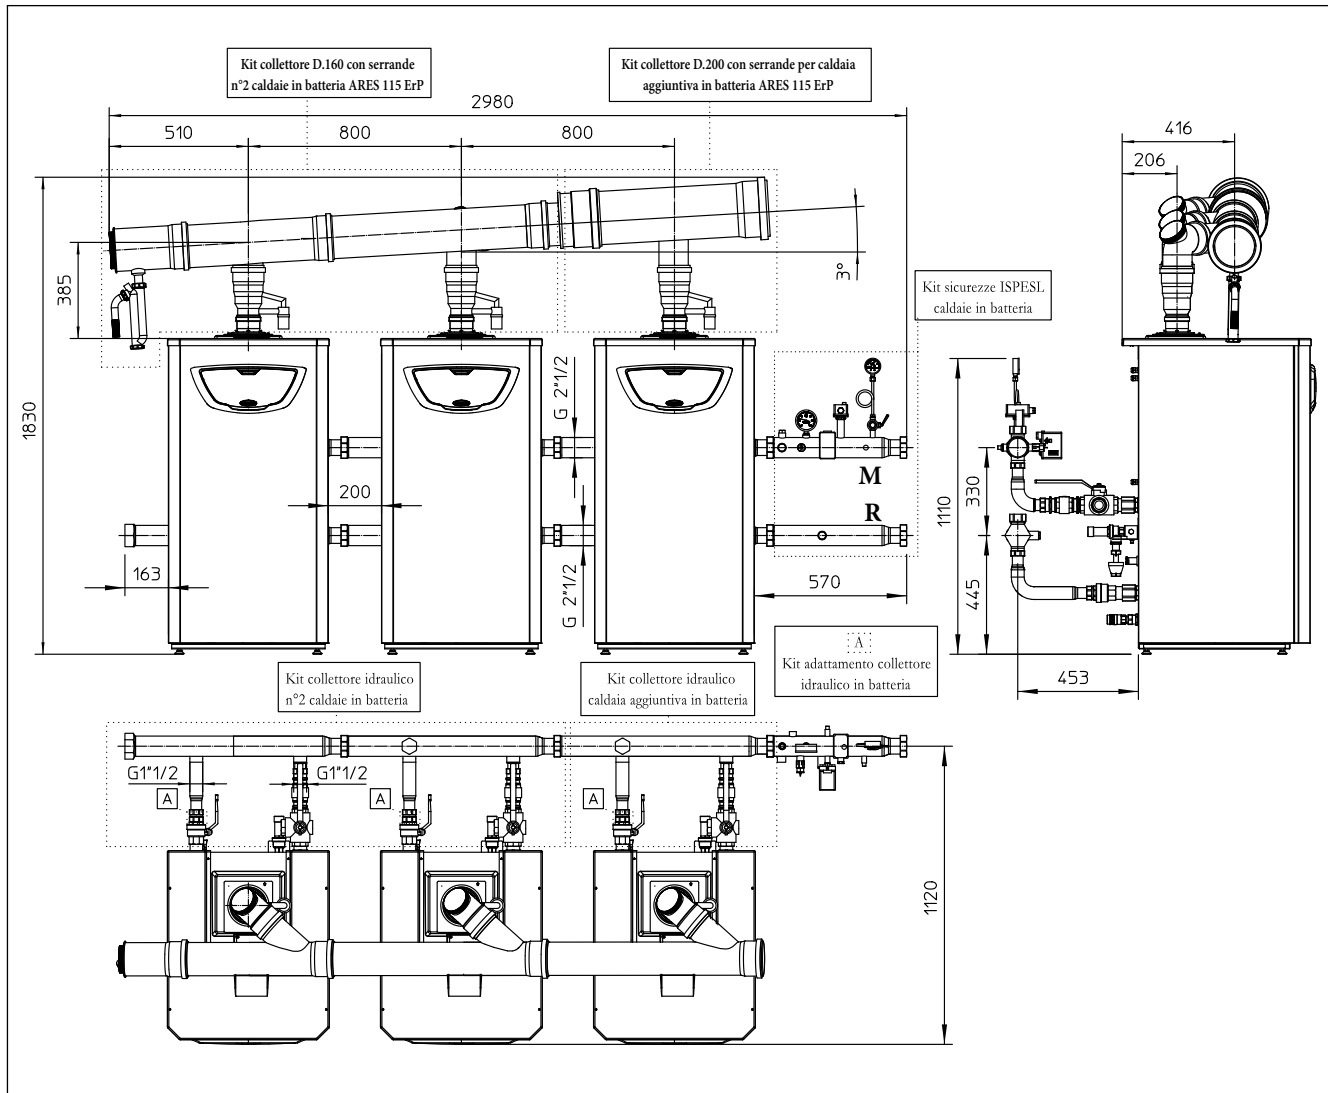 Kit collettore D.160 con serrande
n°2 caldaie in batteria ARES 115 ErP
Kit collettore D.200 con serrande per caldaia
aggiuntiva in batteria ARES 115 ErP
2980
510
800
800
416
206
385
3°
Kit sicurezze ISPESL
caldaie in batteria
1830
G 2"1/2
M
R
200
163
G 2"1/2
570
1110
330
445
453
A
Kit adattamento collettore
idraulico in batteria
Kit collettore idraulico
n°2 caldaie in batteria
Kit collettore idraulico
caldaia aggiuntiva in batteria
G1"1/2
G1"1/2
A
A
A
1120